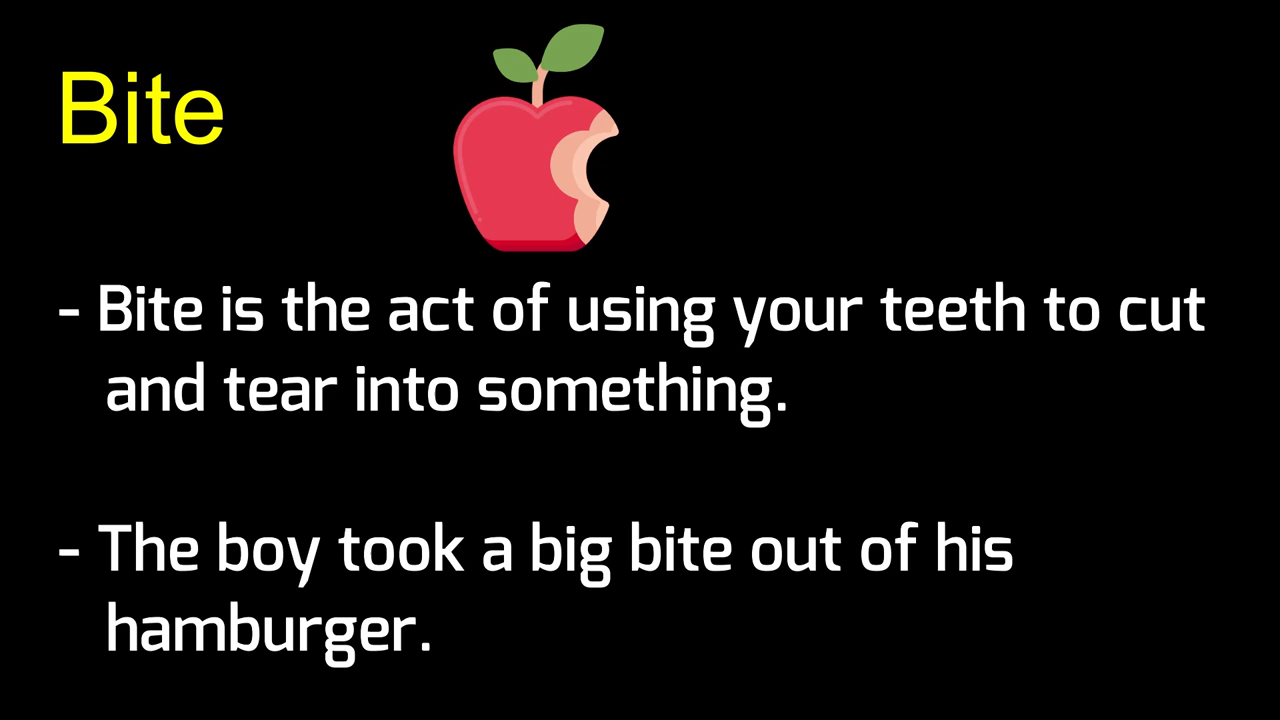 Bite
- Bite is the act of using your teeth to cut
and tear into something.
- The boy took a big bite out of his
hamburger.